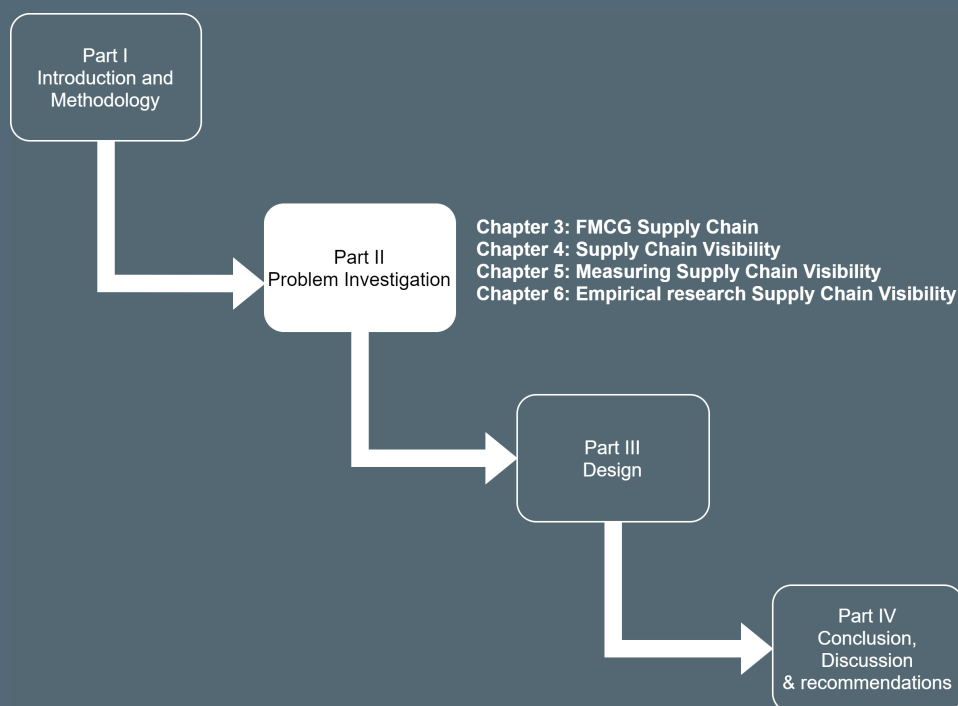 Part I
Introduction and
Methodology
Part II
Problem Investigation
Chapter 3: FMCG Supply Chain
Chapter 4: Supply Chain Visibility
Chapter 5: Measuring Supply Chain Visibility
Chapter 6: Empirical research Supply Chain Visibility
Part III
Design
Part IV
Conclusion,
Discussion
& recommendations